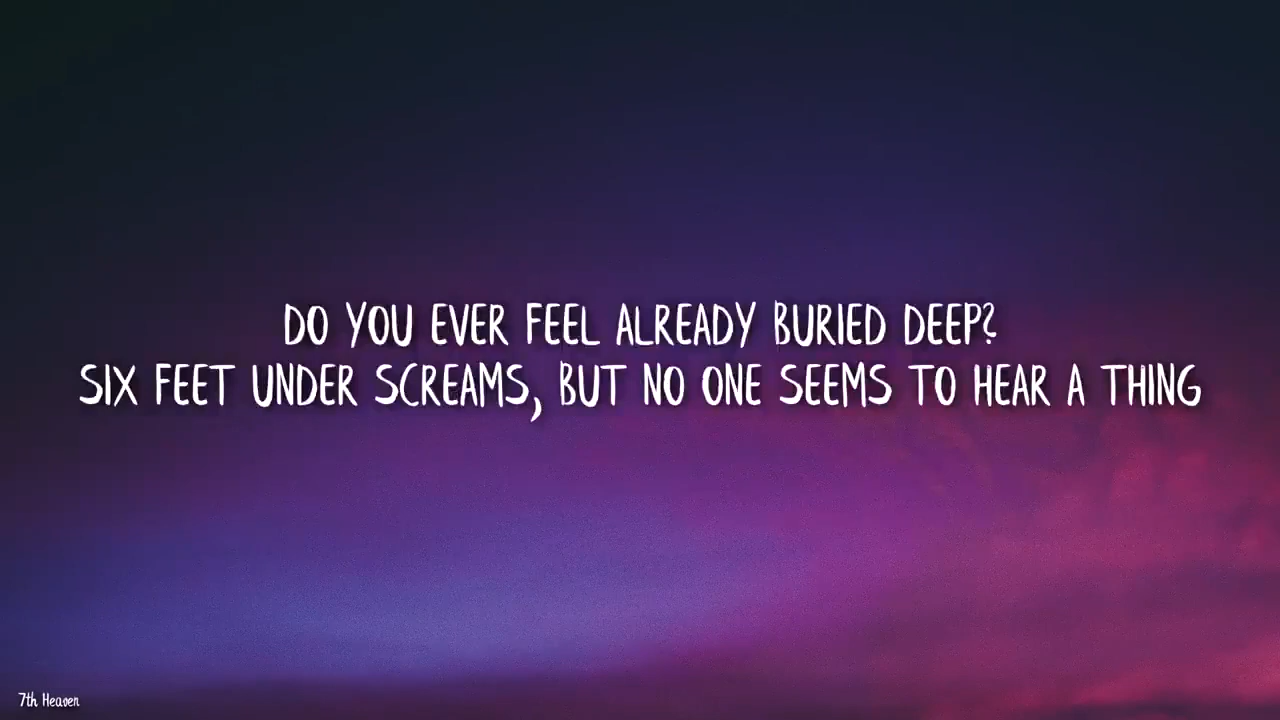 DO YOU EVER FEEL ALREADY BURIED DEEP?
SIX FEET UNDER SCREAMS, BUT NO ONE SEEMS TO HEAR A THING
7th Heaven